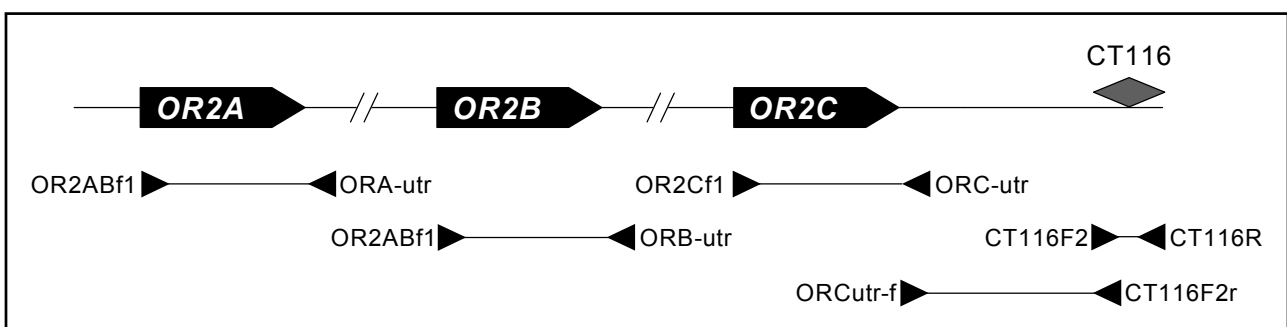 CT116
OR2A OR2B OR2C
OR2ABf1 ORA-utr OR2Cf1 ORC-utr
OR2ABf1 ORB-utr CT116F2 CT116R
ORCutr-f CT116F2r